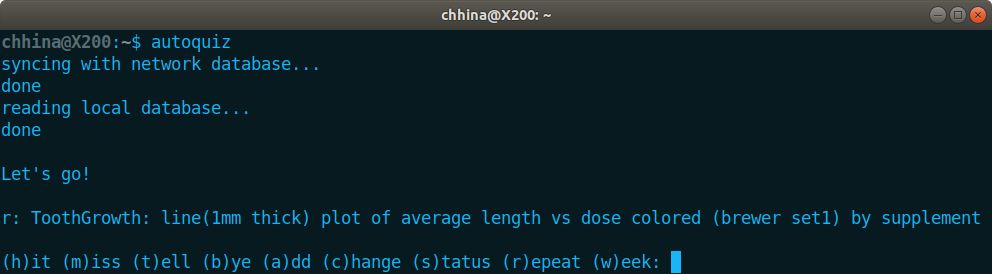 chhina@X200: ~
chhina@X200:~$ autoquiz
syncing with network database...
done
reading local database...
done
Let's go!
r: ToothGrowth: line(1mm thick) plot of average length vs dose colored (brewer set1) by supplement
(h)it (m)iss (t)ell (b)ye (a)dd (c)hange (s)tatus (r)epeat (w)eek: